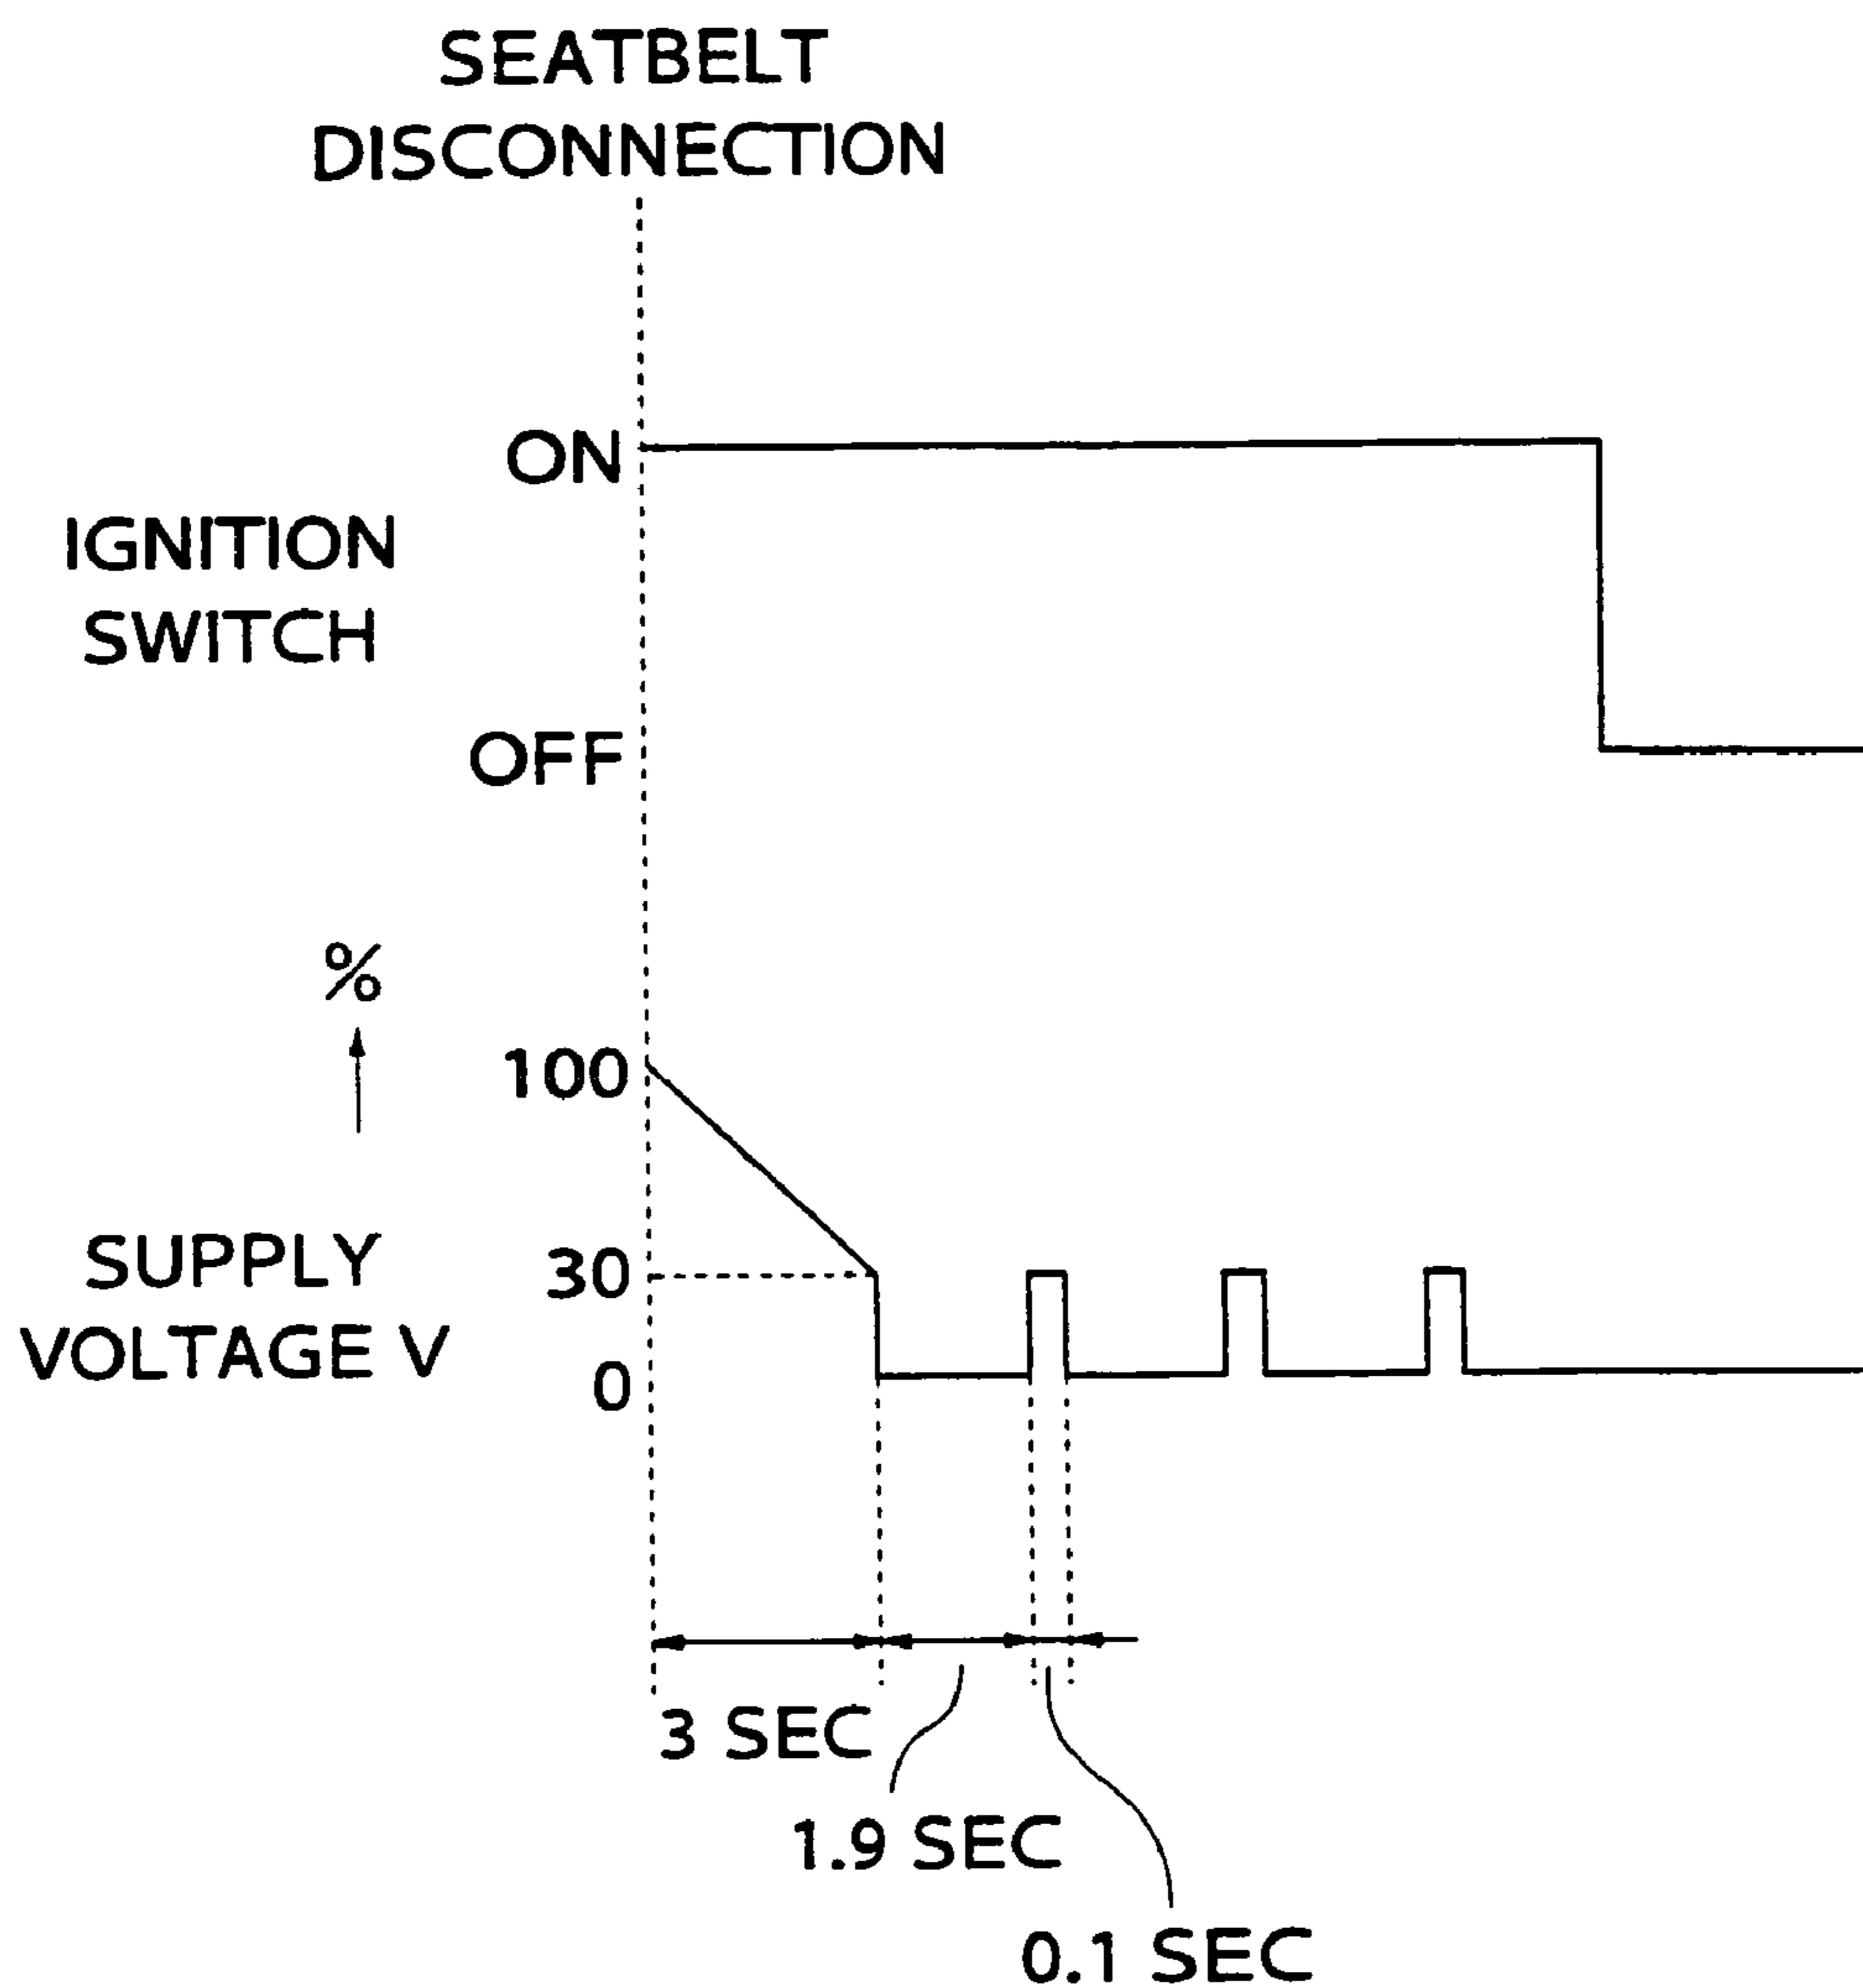 SEATBELT
DISCONNECTION
ON
IGNITION
SWITCH
OFF
%
100
SUPPLY
30
VOLTAGE V
0
3 SEC
1.9 SEC
0.1 SEC